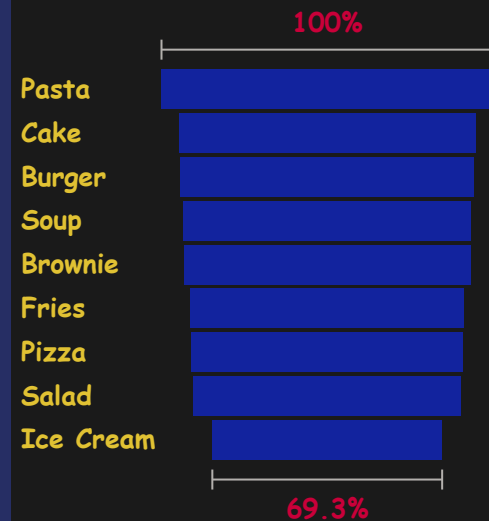 100%
Pasta
Cake
Burger
Soup
Brownie
Fries
Pizza
Salad
Ice Cream
69.3%